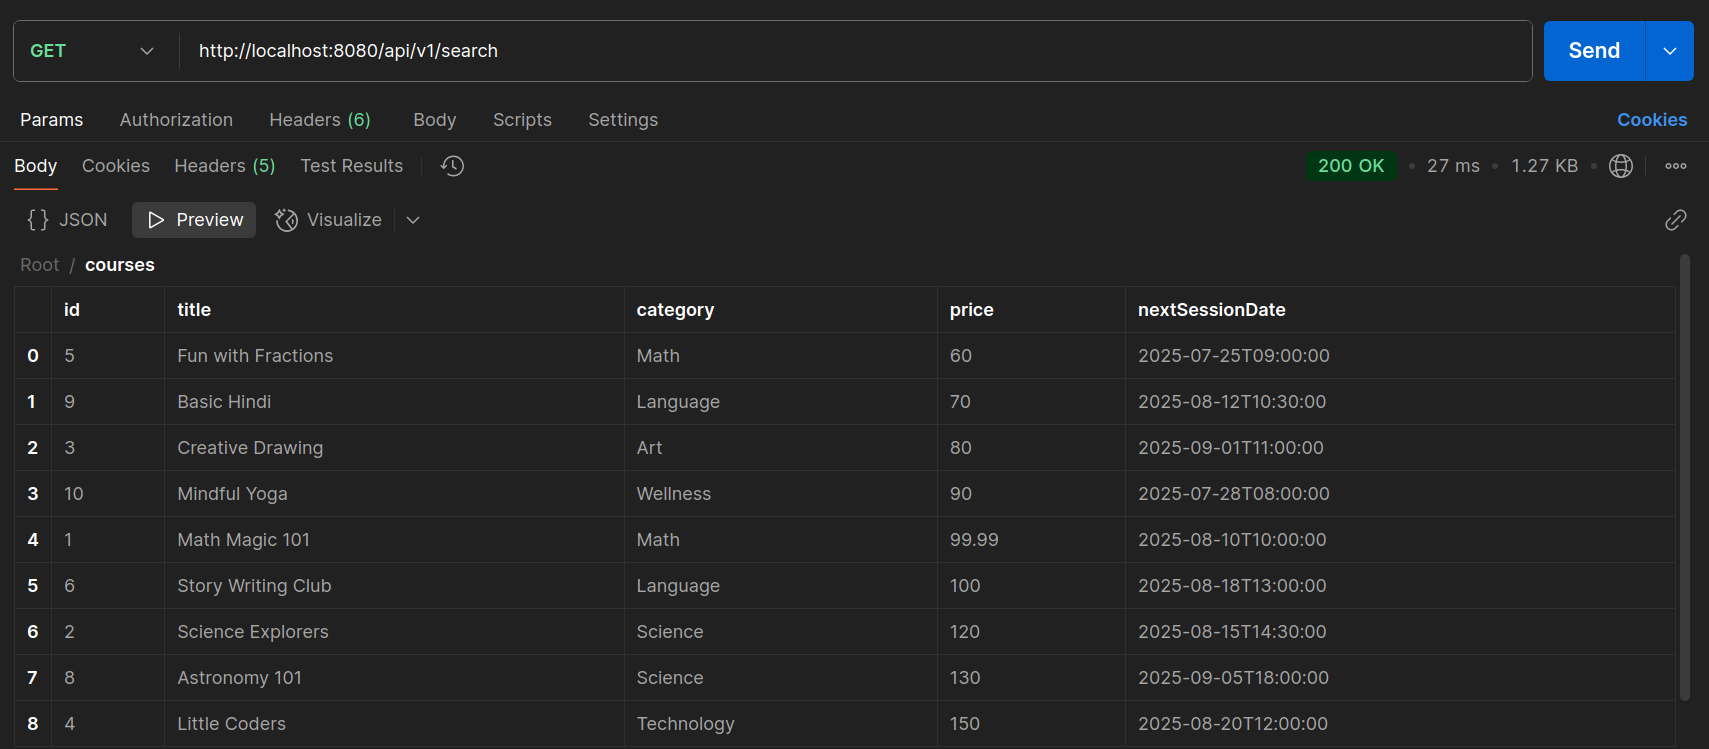 GET http://localhost:8080/api/v1/search Send
Params Authorization Headers (6) Body Scripts Settings Cookies
Body Cookies Headers (5) Test Results 200 OK • 27 ms • 1.27 KB •
{} JSON Preview Visualize
Root / courses
id title category price nextSessionDate
0 5 Fun with Fractions Math 60 2025-07-25T09:00:00
1 9 Basic Hindi Language 70 2025-08-12T10:30:00
2 3 Creative Drawing Art 80 2025-09-01T11:00:00
3 10 Mindful Yoga Wellness 90 2025-07-28T08:00:00
4 1 Math Magic 101 Math 99.99 2025-08-10T10:00:00
5 6 Story Writing Club Language 100 2025-08-18T13:00:00
6 2 Science Explorers Science 120 2025-08-15T14:30:00
7 8 Astronomy 101 Science 130 2025-09-05T18:00:00
8 4 Little Coders Technology 150 2025-08-20T12:00:00